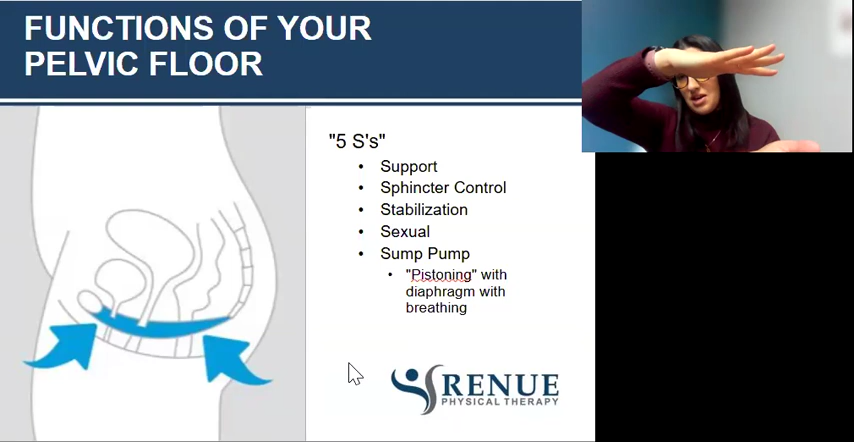 FUNCTIONS OF YOUR
PELVIC FLOOR
"5 S's"
• Support
• Sphincter Control
• Stabilization
• Sexual
• Sump Pump
• "Pistoning" with
diaphragm with
breathing
RENUE
PHYSICAL THERAPY